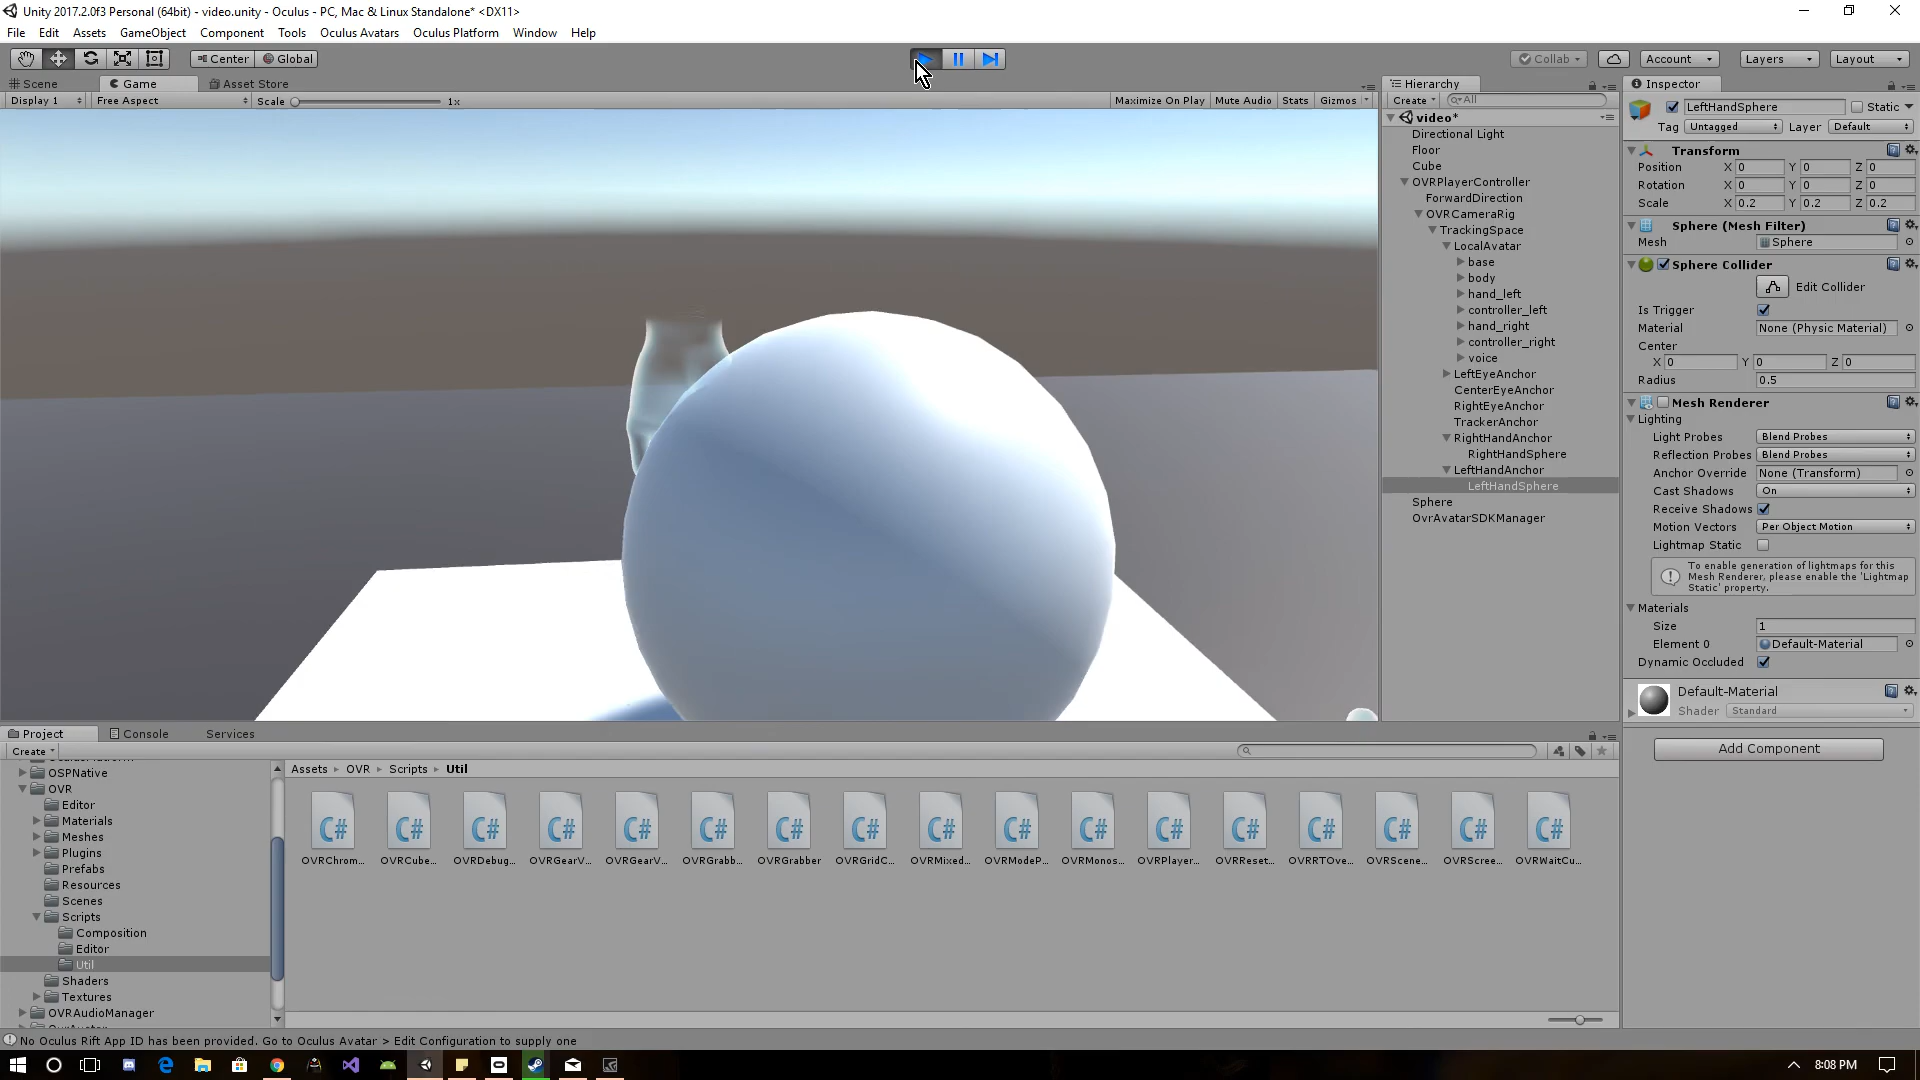 Unity 2017.2.0f3 Personal (64bit) - video.unity - Oculus - PC, Mac & Linux Standalone* <DX11>
File Edit Assets GameObject Component Tools Oculus Avatars Oculus Platform Window Help
Center Global Collab Account Layers Layout
Scene Game Asset Store
Display 1 Free Aspect Scale 1x Maximize On Play Mute Audio Stats Gizmos
Hierarchy
Create All
video*
Directional Light
Floor
Cube
OVRPlayerController
ForwardDirection
OVRCameraRig
TrackingSpace
LocalAvatar
base
body
hand_left
controller_left
hand_right
controller_right
voice
LeftEyeAnchor
CenterEyeAnchor
RightEyeAnchor
TrackerAnchor
RightHandAnchor
RightHandSphere
LeftHandAnchor
LeftHandSphere
Sphere
OvrAvatarSDKManager
Inspector
LeftHandSphere Static
Tag Untagged Layer Default
Transform
Position X 0 Y 0 Z 0
Rotation X 0 Y 0 Z 0
Scale X 0.2 Y 0.2 Z 0.2
Sphere (Mesh Filter)
Mesh Sphere
Sphere Collider
Edit Collider
Is Trigger
Material None (Physic Material)
Center
X 0 Y 0 Z 0
Radius 0.5
Mesh Renderer
Lighting
Light Probes Blend Probes
Reflection Probes Blend Probes
Anchor Override None (Transform)
Cast Shadows On
Receive Shadows
Motion Vectors Per Object Motion
Lightmap Static
To enable generation of lightmaps for this
Mesh Renderer, please enable the 'Lightmap
Static' property.
Materials
Size 1
Element 0 Default-Material
Dynamic Occluded
Default-Material
Shader Standard
Add Component
Project Console Services
Create
OSPNative
OVR
Editor
Materials
Meshes
Plugins
Prefabs
Resources
Scenes
Scripts
Composition
Editor
Util
Shaders
Textures
OVRAudioManager
Assets OVR Scripts Util
C# C# C# C# C# C# C# C# C# C# C# C# C# C# C# C# C#
OVRChrom... OVRCube... OVRDebug... OVRGearV... OVRGearV... OVRGrabb... OVRGrabber OVRGridC... OVRMixed... OVRModeP... OVRMonos... OVRPlayer... OVRReset... OVRRTOve... OVRScene... OVRScree... OVRWaitCu...
No Oculus Rift App ID has been provided. Go to Oculus Avatar > Edit Configuration to supply one
8:08 PM